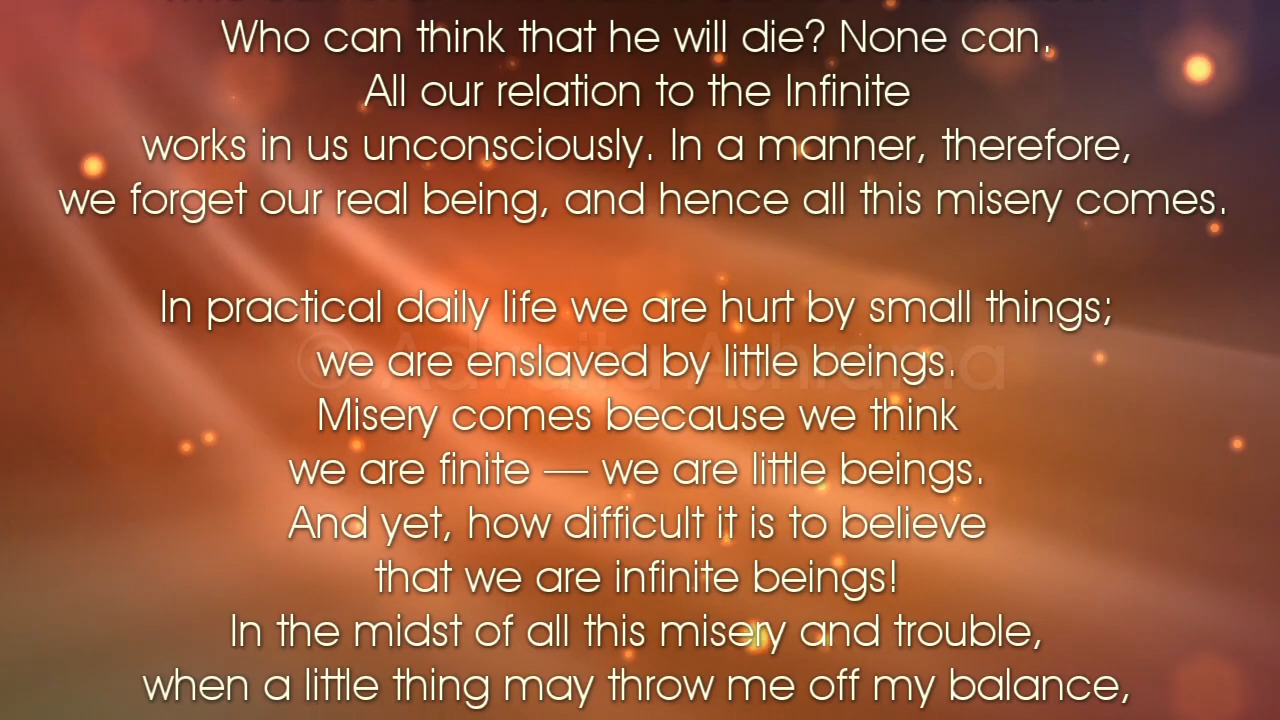 Who can think that he will die? None can.
All our relation to the Infinite
works in us unconsciously. In a manner, therefore,
we forget our real being, and hence all this misery comes.
In practical daily life we are hurt by small things;
© Advaita Ashrama
we are enslaved by little beings.
Misery comes because we think
we are finite — we are little beings.
And yet, how difficult it is to believe
that we are infinite beings!
In the midst of all this misery and trouble,
when a little thing may throw me off my balance,